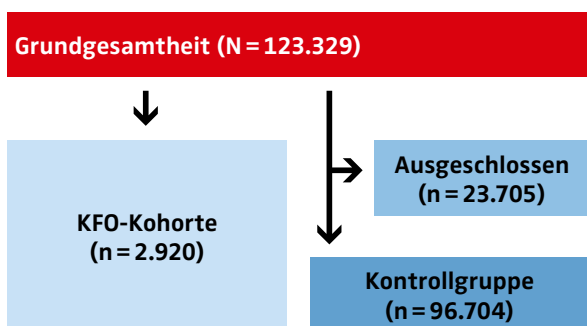 Grundgesamtheit (N = 123.329)
KFO-Kohorte
(n = 2.920)
Ausgeschlossen
(n = 23.705)
Kontrollgruppe
(n = 96.704)